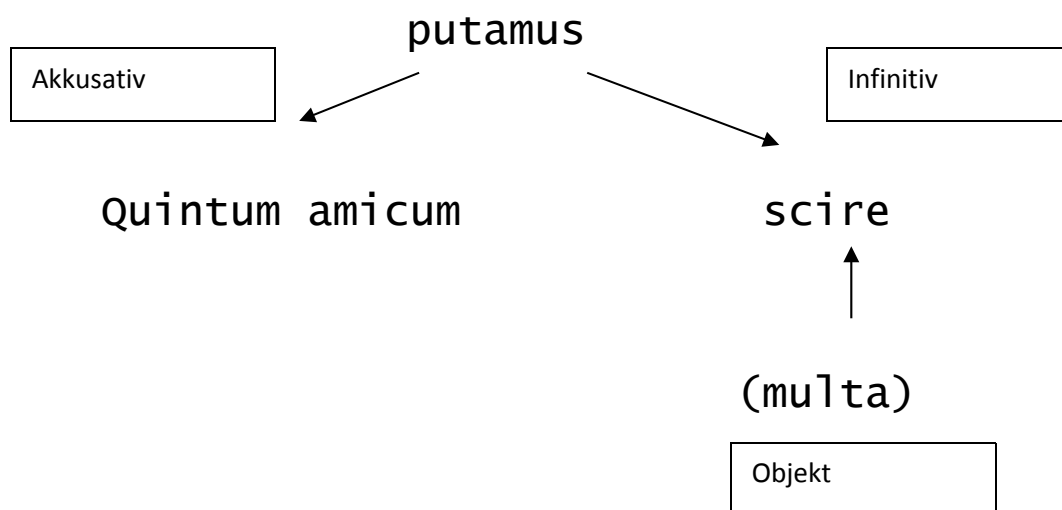 putamus
Akkusativ
Infinitiv
Quintum amicum
scire
(multa)
Objekt